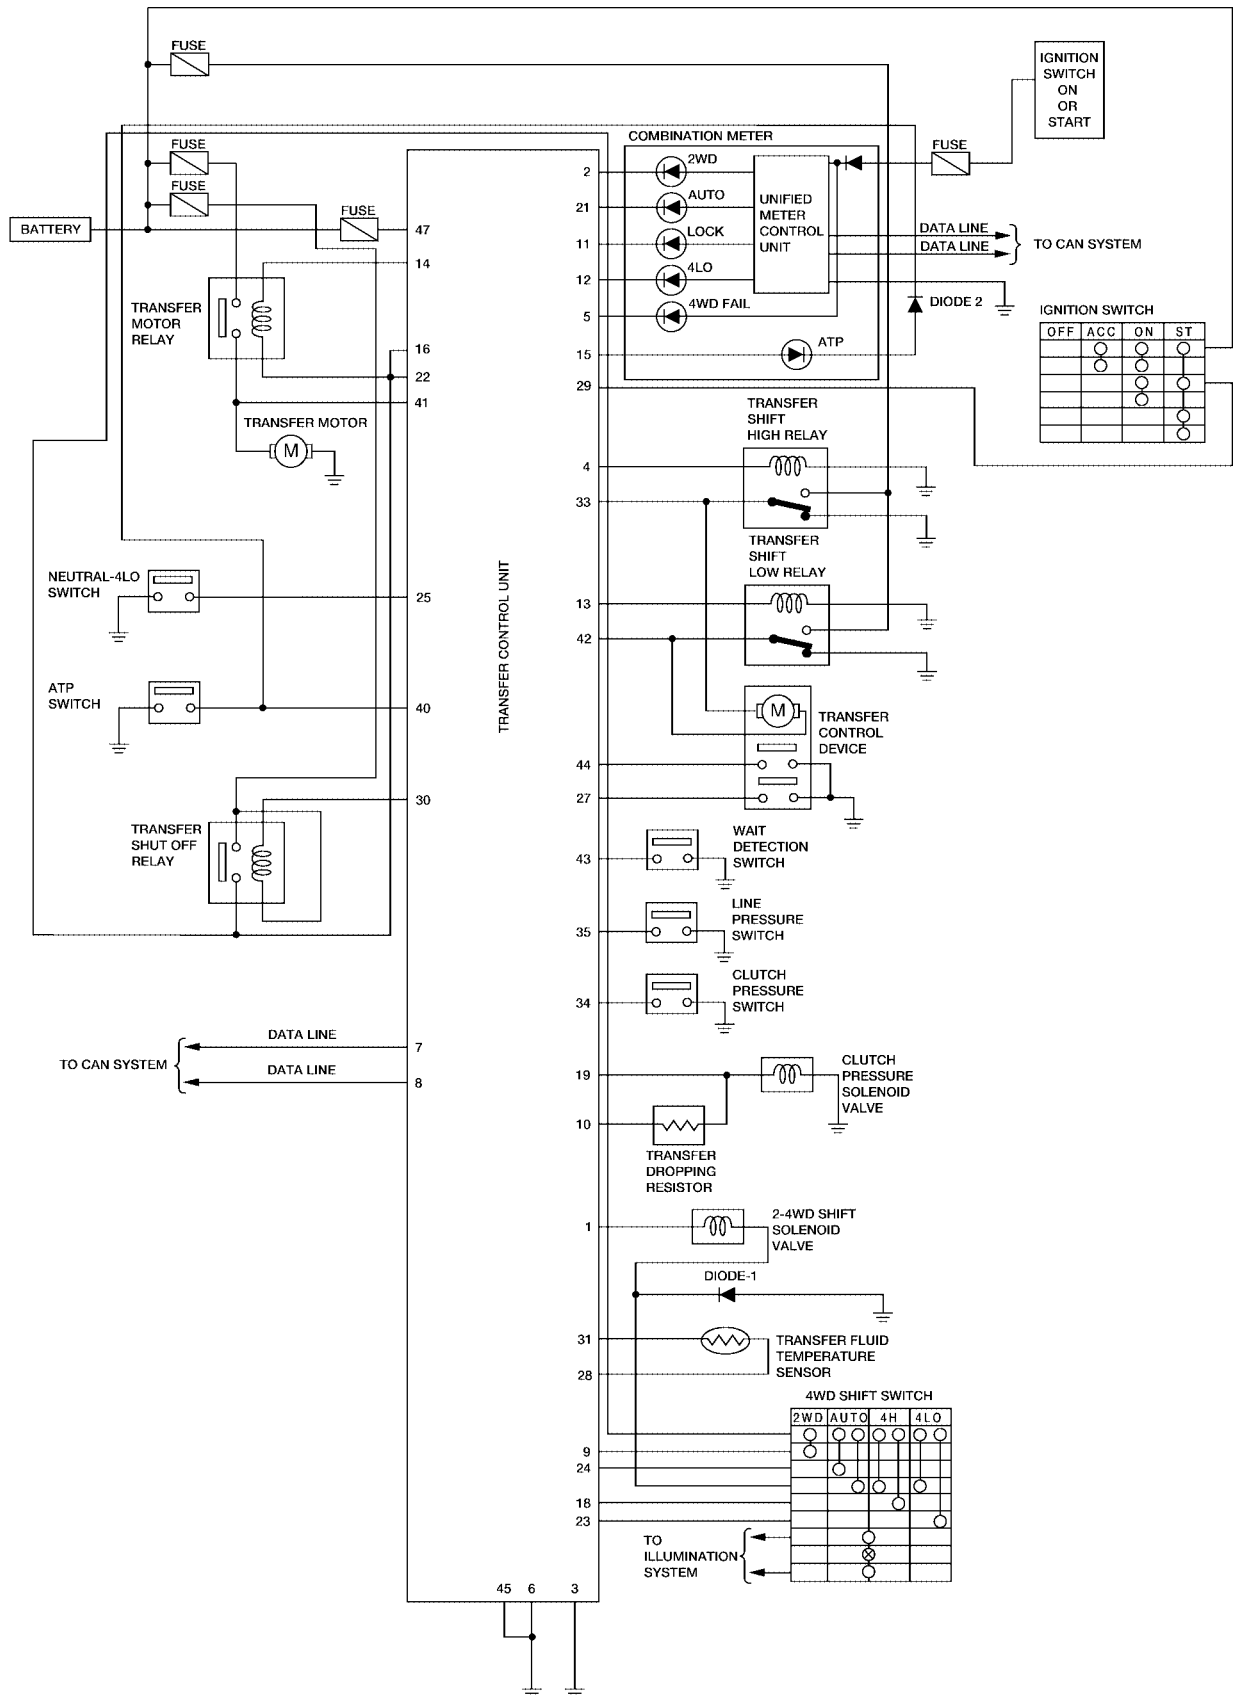 FUSE
IGNITION
SWITCH
ON
OR
START
COMBINATION METER
FUSE
FUSE
FUSE
FUSE
BATTERY
47
14
16
22
41
TRANSFER
MOTOR
RELAY
TRANSFER MOTOR
M
2
21
11
12
5
15
29
2WD
AUTO
LOCK
4LO
4WD FAIL
ATP
UNIFIED
METER
CONTROL
UNIT
DATA LINE
DATA LINE
TO CAN SYSTEM
DIODE 2
IGNITION SWITCH
OFF ACC ON ST
TRANSFER
SHIFT
HIGH RELAY
4
33
TRANSFER
SHIFT
LOW RELAY
13
42
NEUTRAL-4LO
SWITCH
25
ATP
SWITCH
40
TRANSFER CONTROL UNIT
M
TRANSFER
CONTROL
DEVICE
44
27
30
TRANSFER
SHUT OFF
RELAY
WAIT
DETECTION
SWITCH
43
LINE
PRESSURE
SWITCH
35
CLUTCH
PRESSURE
SWITCH
34
DATA LINE
7
TO CAN SYSTEM
DATA LINE
8
19
CLUTCH
PRESSURE
SOLENOID
VALVE
10
TRANSFER
DROPPING
RESISTOR
1
2-4WD SHIFT
SOLENOID
VALVE
DIODE-1
31
28
TRANSFER FLUID
TEMPERATURE
SENSOR
4WD SHIFT SWITCH
2WD AUTO 4H 4LO
9
24
18
23
TO
ILLUMINATION
SYSTEM
45 6 3